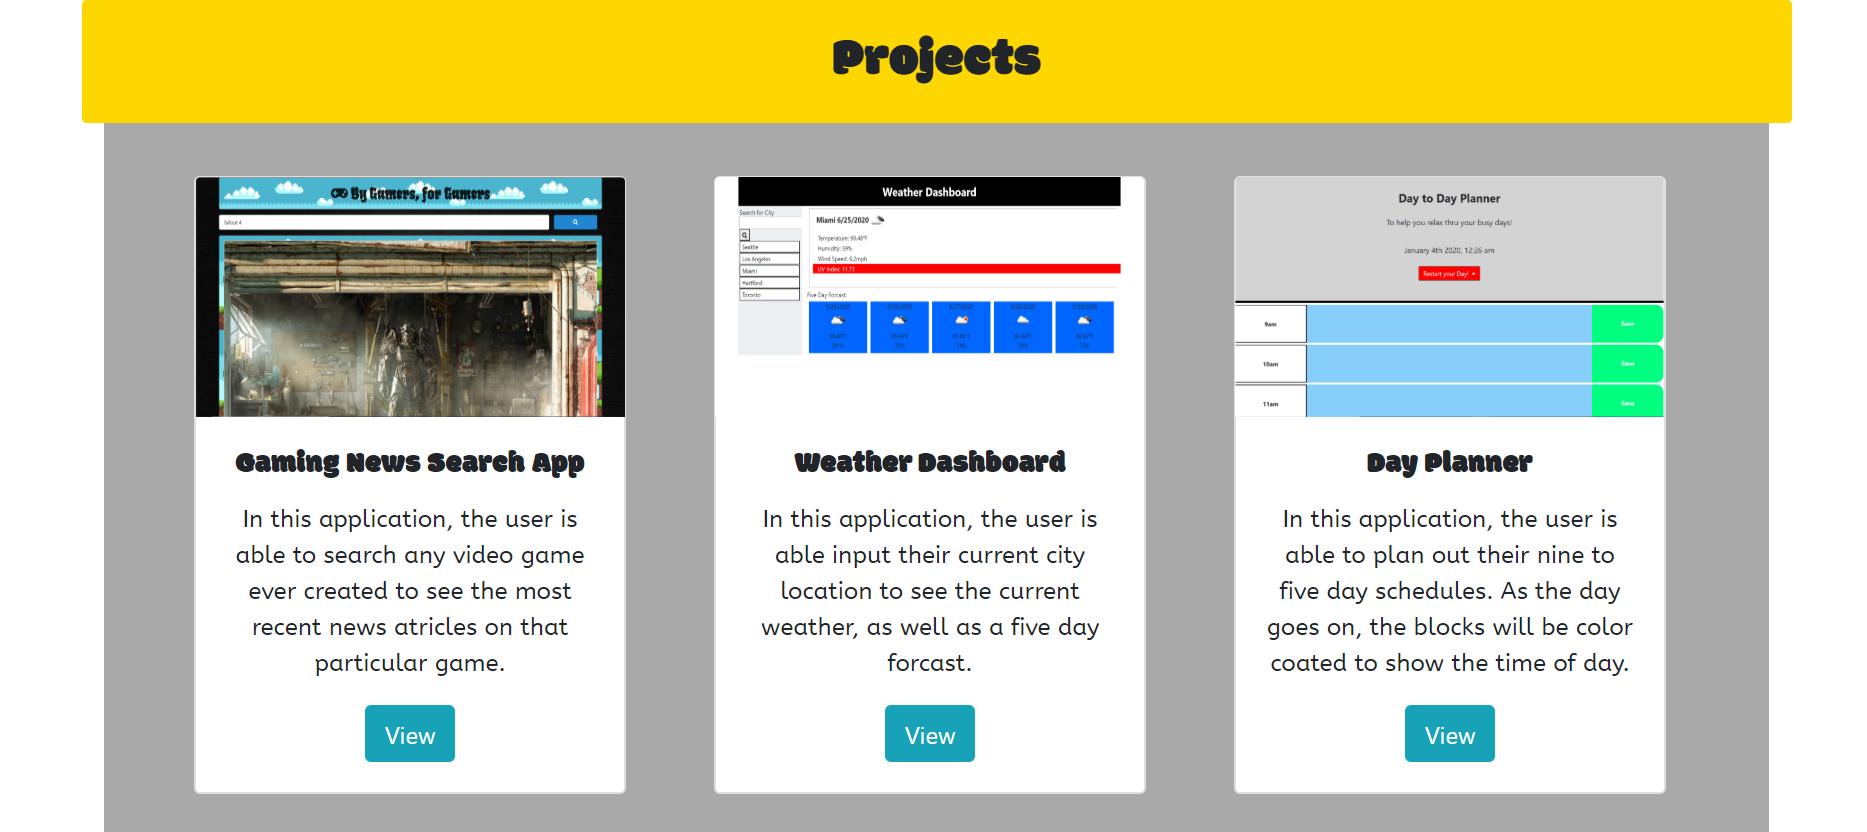 Projects
By Gamers, for Gamers
fallout 4
Gaming News Search App
In this application, the user is
able to search any video game
ever created to see the most
recent news atricles on that
particular game.
View
Weather Dashboard
Search for City
Seattle
Los Angeles
Miami
Hartford
Toronto
Miami 6/25/2020
Temperature: 90.48°F
Humidity: 59%
Wind Speed: 6.2mph
UV Index: 11.73
Five Day Forcast:
Weather Dashboard
In this application, the user is
able input their current city
location to see the current
weather, as well as a five day
forcast.
View
Day to Day Planner
To help you relax thru your busy days!
January 4th 2020, 12:26 am
Restart your Day!
9am
Save
10am
Save
11am
Save
Day Planner
In this application, the user is
able to plan out their nine to
five day schedules. As the day
goes on, the blocks will be color
coated to show the time of day.
View